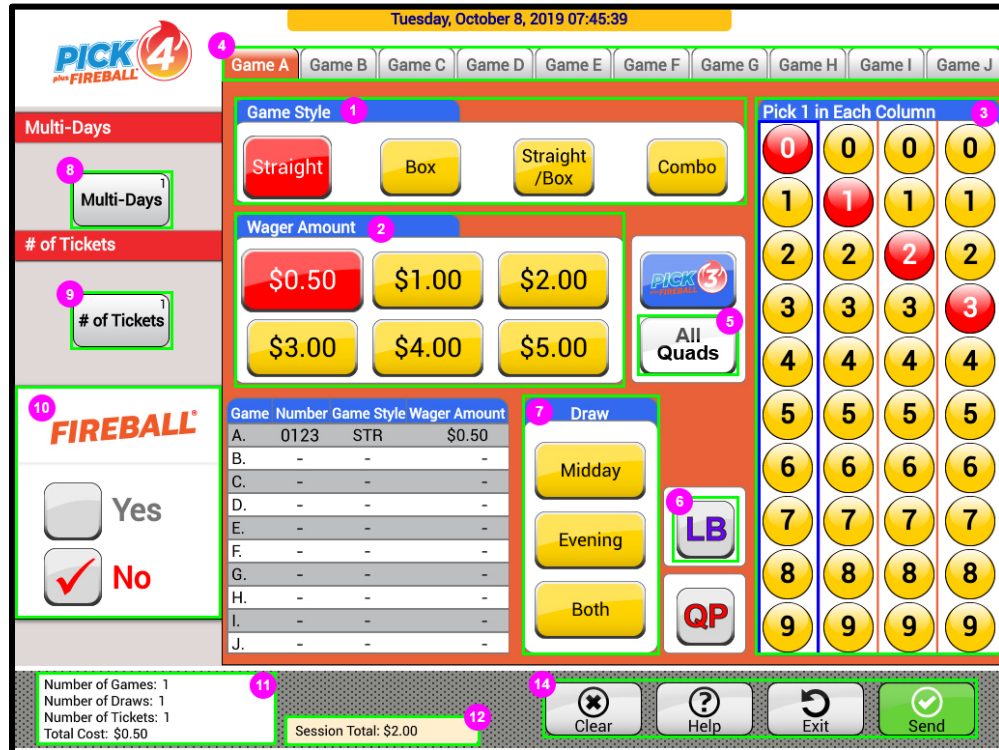 Tuesday, October 8, 2019 07:45:39
PICK 4
plus FIREBALL
4
Game A Game B Game C Game D Game E Game F Game G Game H Game I Game J
Multi-Days
8
Multi-Days 1
# of Tickets
9
# of Tickets 1
10
FIREBALL®
Yes
No
Game Style 1
Straight
Box
Straight
/Box
Combo
Wager Amount 2
$0.50 $1.00 $2.00
$3.00 $4.00 $5.00
PICK 3
plus FIREBALL
5
All
Quads
Game Number Game Style Wager Amount
A. 0123 STR $0.50
B. - - -
C. - - -
D. - - -
E. - - -
F. - - -
G. - - -
H. - - -
I. - - -
J. - - -
7 Draw
Midday
Evening
Both
6
LB
QP
Pick 1 in Each Column 3
0 0 0 0
1 1 1 1
2 2 2 2
3 3 3 3
4 4 4 4
5 5 5 5
6 6 6 6
7 7 7 7
8 8 8 8
9 9 9 9
11
Number of Games: 1
Number of Draws: 1
Number of Tickets: 1
Total Cost: $0.50
12
Session Total: $2.00
14
Clear
Help
Exit
Send